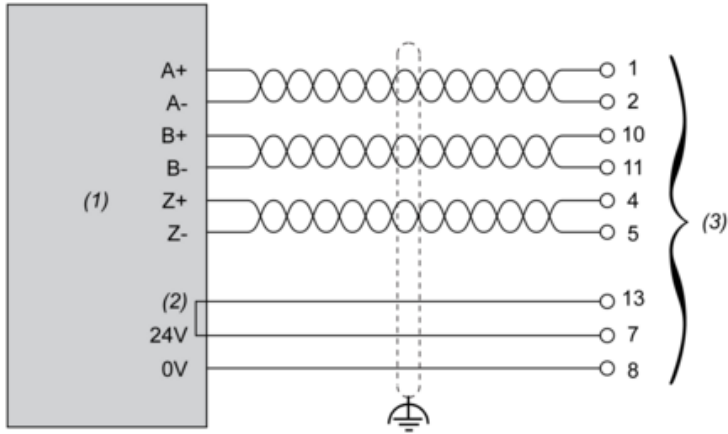 A+ 1
A- 2
B+ 10
B- 11
(1) Z+ 4
(3)
Z- 5
(2) 13
24V 7
0V 8